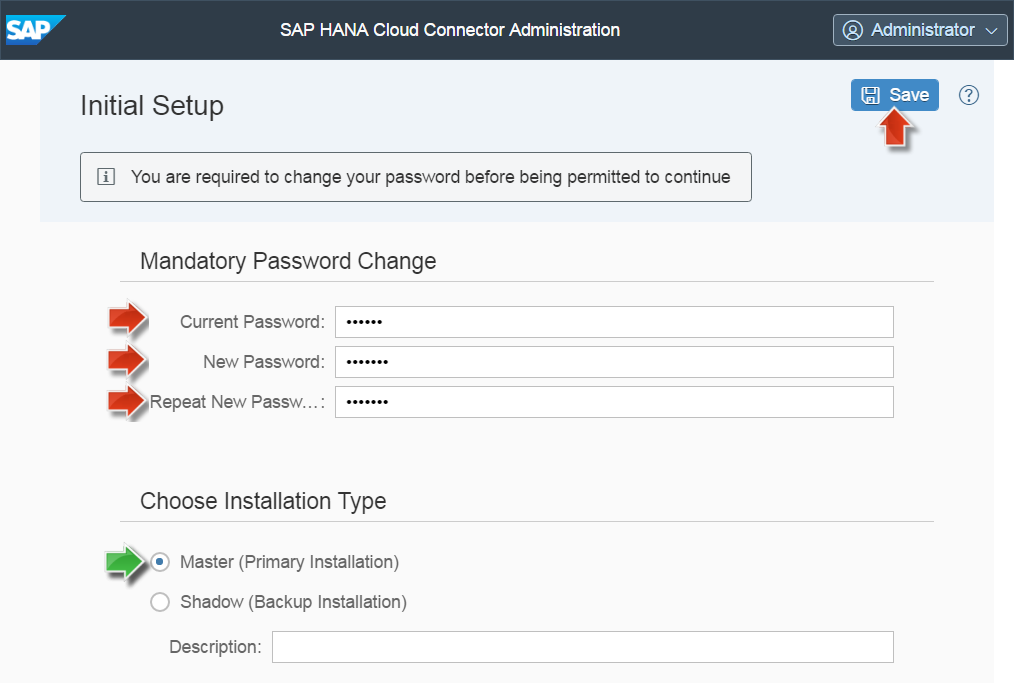 SAP SAP HANA Cloud Connector Administration Administrator
Initial Setup Save
You are required to change your password before being permitted to continue
Mandatory Password Change
Current Password: ••••••
New Password: •••••••
Repeat New Passw...: •••••••
Choose Installation Type
Master (Primary Installation)
Shadow (Backup Installation)
Description: